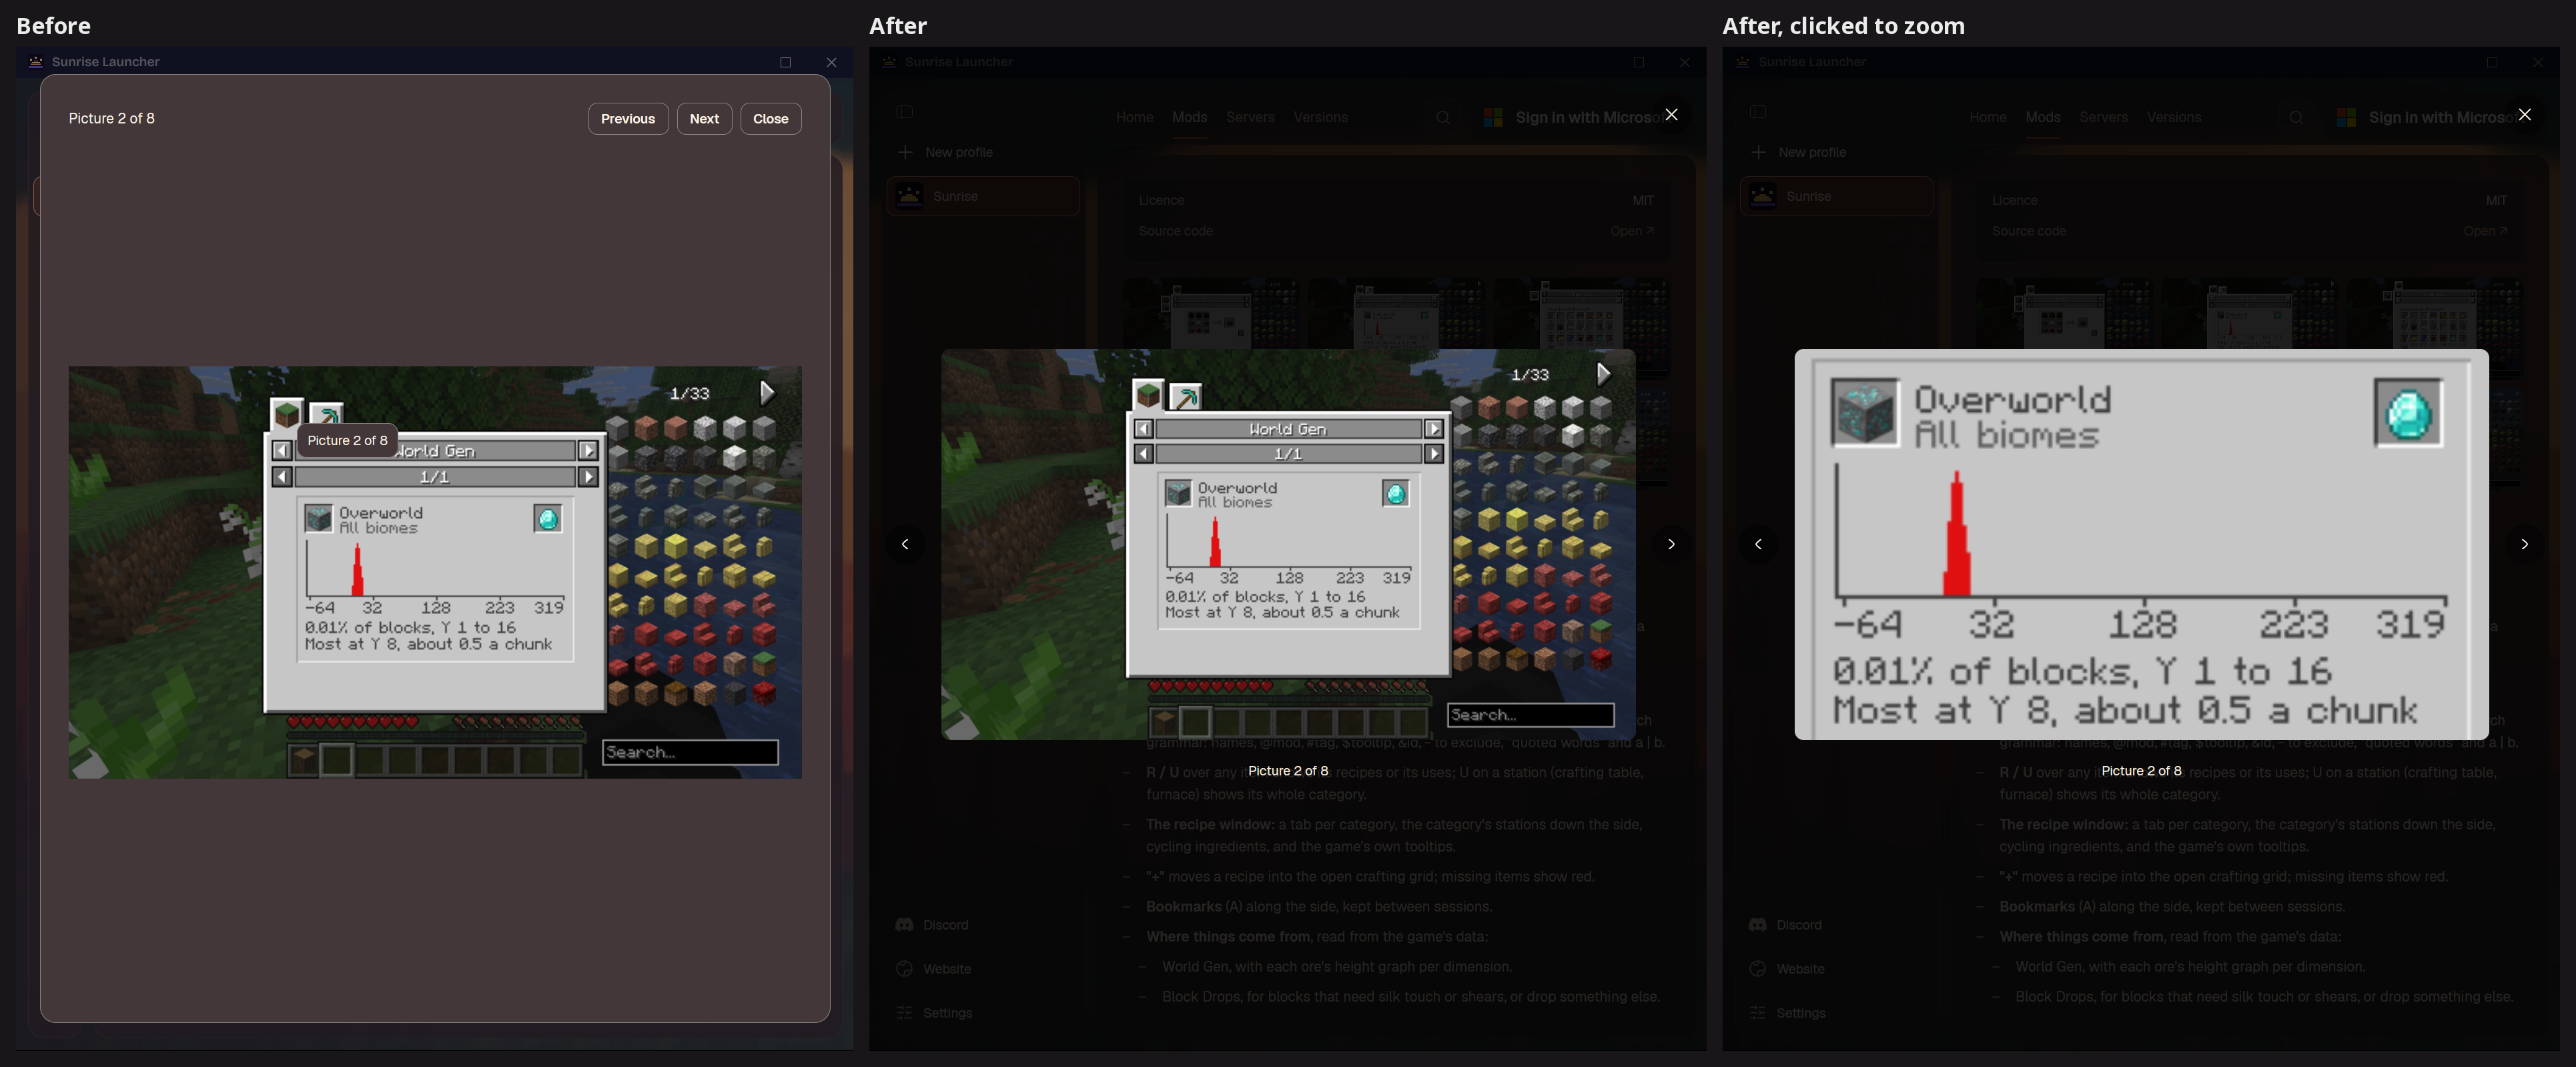 Before
Sunrise Launcher
Picture 2 of 8
Previous
Next
Close
1/33
Picture 2 of 8
World Gen
1/1
Overworld
All biomes
-64 32 128 223 319
0.01% of blocks, Y 1 to 16
Most at Y 8, about 0.5 a chunk
Search...
After
Sunrise Launcher
Home
Mods
Servers
Versions
Sign in with Microsof
New profile
Sunrise
Licence
MIT
Source code
Open ↗
1/33
World Gen
1/1
Overworld
All biomes
-64 32 128 223 319
0.01% of blocks, Y 1 to 16
Most at Y 8, about 0.5 a chunk
Search...
a
rch
grammar: names, @mod, #tag, $tooltip, &id, - to exclude, "quoted words" and a | b.
Picture 2 of 8
– R / U over any it recipes or its uses; U on a station (crafting table,
furnace) shows its whole category.
– The recipe window: a tab per category, the category's stations down the side,
cycling ingredients, and the game's own tooltips.
– "+" moves a recipe into the open crafting grid; missing items show red.
– Bookmarks (A) along the side, kept between sessions.
– Where things come from, read from the game's data:
– World Gen, with each ore's height graph per dimension.
– Block Drops, for blocks that need silk touch or shears, or drop something else.
Discord
Website
Settings
After, clicked to zoom
Sunrise Launcher
Home
Mods
Servers
Versions
Sign in with Microsof
New profile
Sunrise
Licence
MIT
Source code
Open ↗
Overworld
All biomes
-64 32 128 223 319
0.01% of blocks, Y 1 to 16
Most at Y 8, about 0.5 a chunk
a
rch
grammar: names, @mod, #tag, $tooltip, &id, - to exclude, "quoted words" and a | b.
Picture 2 of 8
– R / U over any it recipes or its uses; U on a station (crafting table,
furnace) shows its whole category.
– The recipe window: a tab per category, the category's stations down the side,
cycling ingredients, and the game's own tooltips.
– "+" moves a recipe into the open crafting grid; missing items show red.
– Bookmarks (A) along the side, kept between sessions.
– Where things come from, read from the game's data:
– World Gen, with each ore's height graph per dimension.
– Block Drops, for blocks that need silk touch or shears, or drop something else.
Discord
Website
Settings